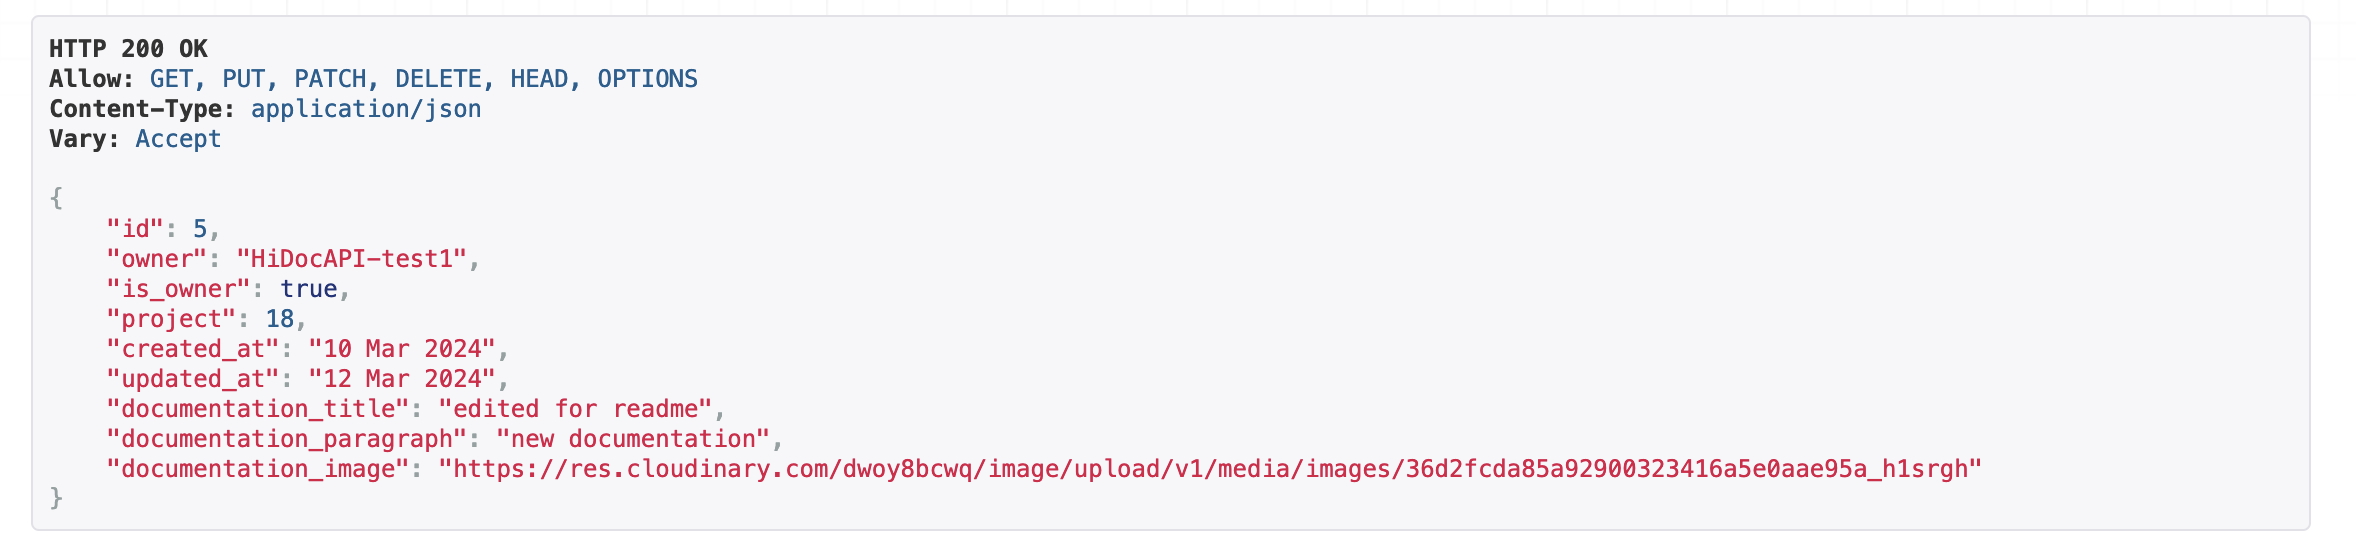 HTTP 200 OK
Allow: GET, PUT, PATCH, DELETE, HEAD, OPTIONS
Content-Type: application/json
Vary: Accept

{
    "id": 5,
    "owner": "HiDocAPI-test1",
    "is_owner": true,
    "project": 18,
    "created_at": "10 Mar 2024",
    "updated_at": "12 Mar 2024",
    "documentation_title": "edited for readme",
    "documentation_paragraph": "new documentation",
    "documentation_image": "https://res.cloudinary.com/dwoy8bcwq/image/upload/v1/media/images/36d2fcda85a92900323416a5e0aae95a_h1srgh"
}